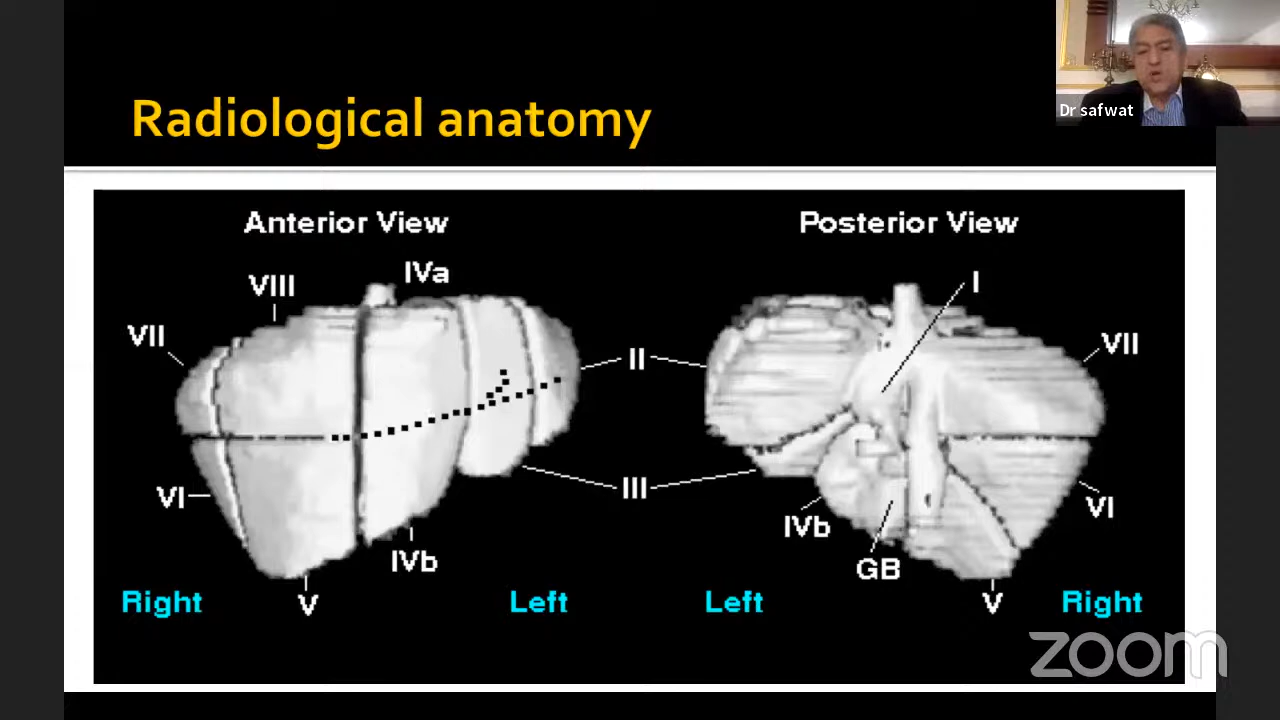 Radiological anatomy
Dr safwat
Anterior View
Posterior View
IVa
I
VIII
VII
VII
II
III
VI
VI
IVb
IVb
GB
V
V
Right
Left
Left
Right
zoom